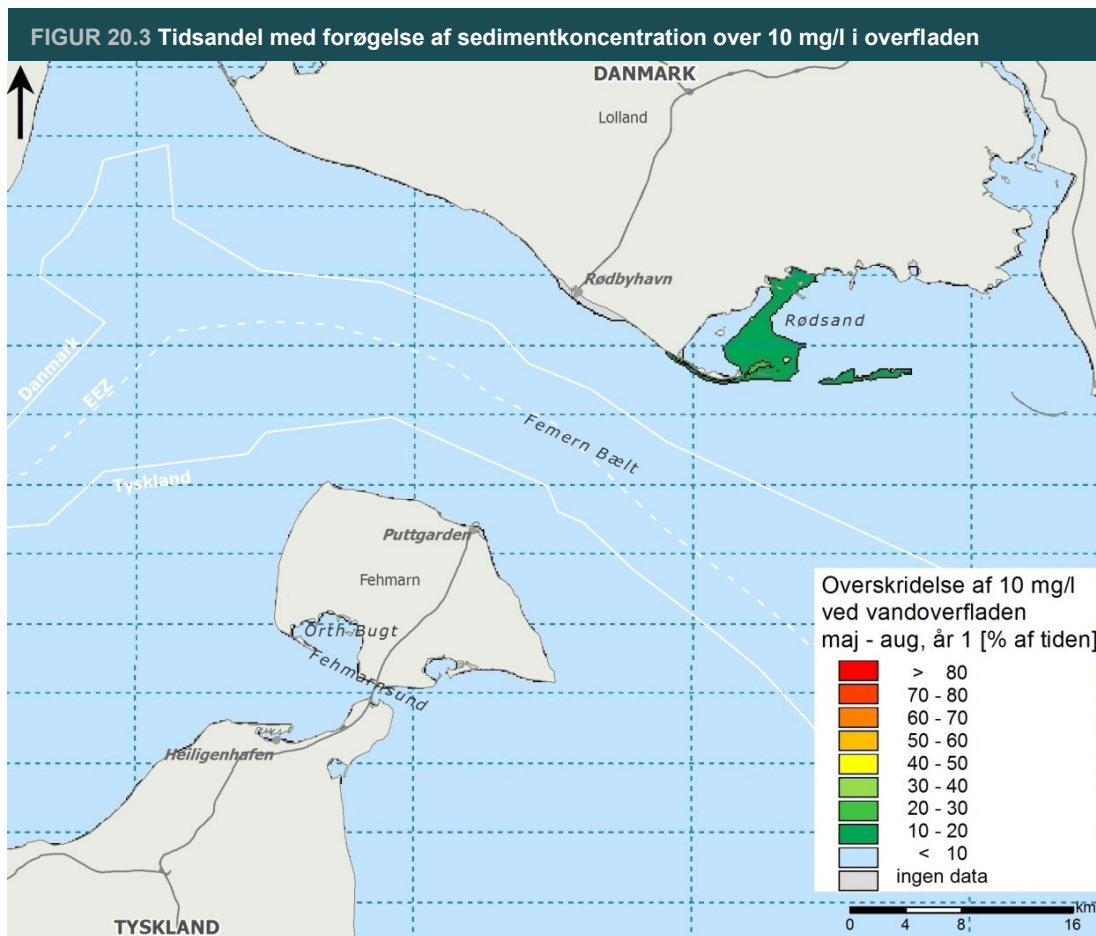 FIGUR 20.3 Tidsandel med forøgelse af sedimentkoncentration over 10 mg/l i overfladen
DANMARK
Lolland
Rødbyhavn
Rødsand
Danmark
EEZ
Femern Bælt
Tyskland
Puttgarden
Fehmarn
Orth Bugt
Fehmarnsund
Heiligenhafen
TYSKLAND
Overskridelse af 10 mg/l
ved vandoverfladen
maj - aug, år 1 [% af tiden]
> 80
70 - 80
60 - 70
50 - 60
40 - 50
30 - 40
20 - 30
10 - 20
< 10
ingen data
km
0 4 8 16